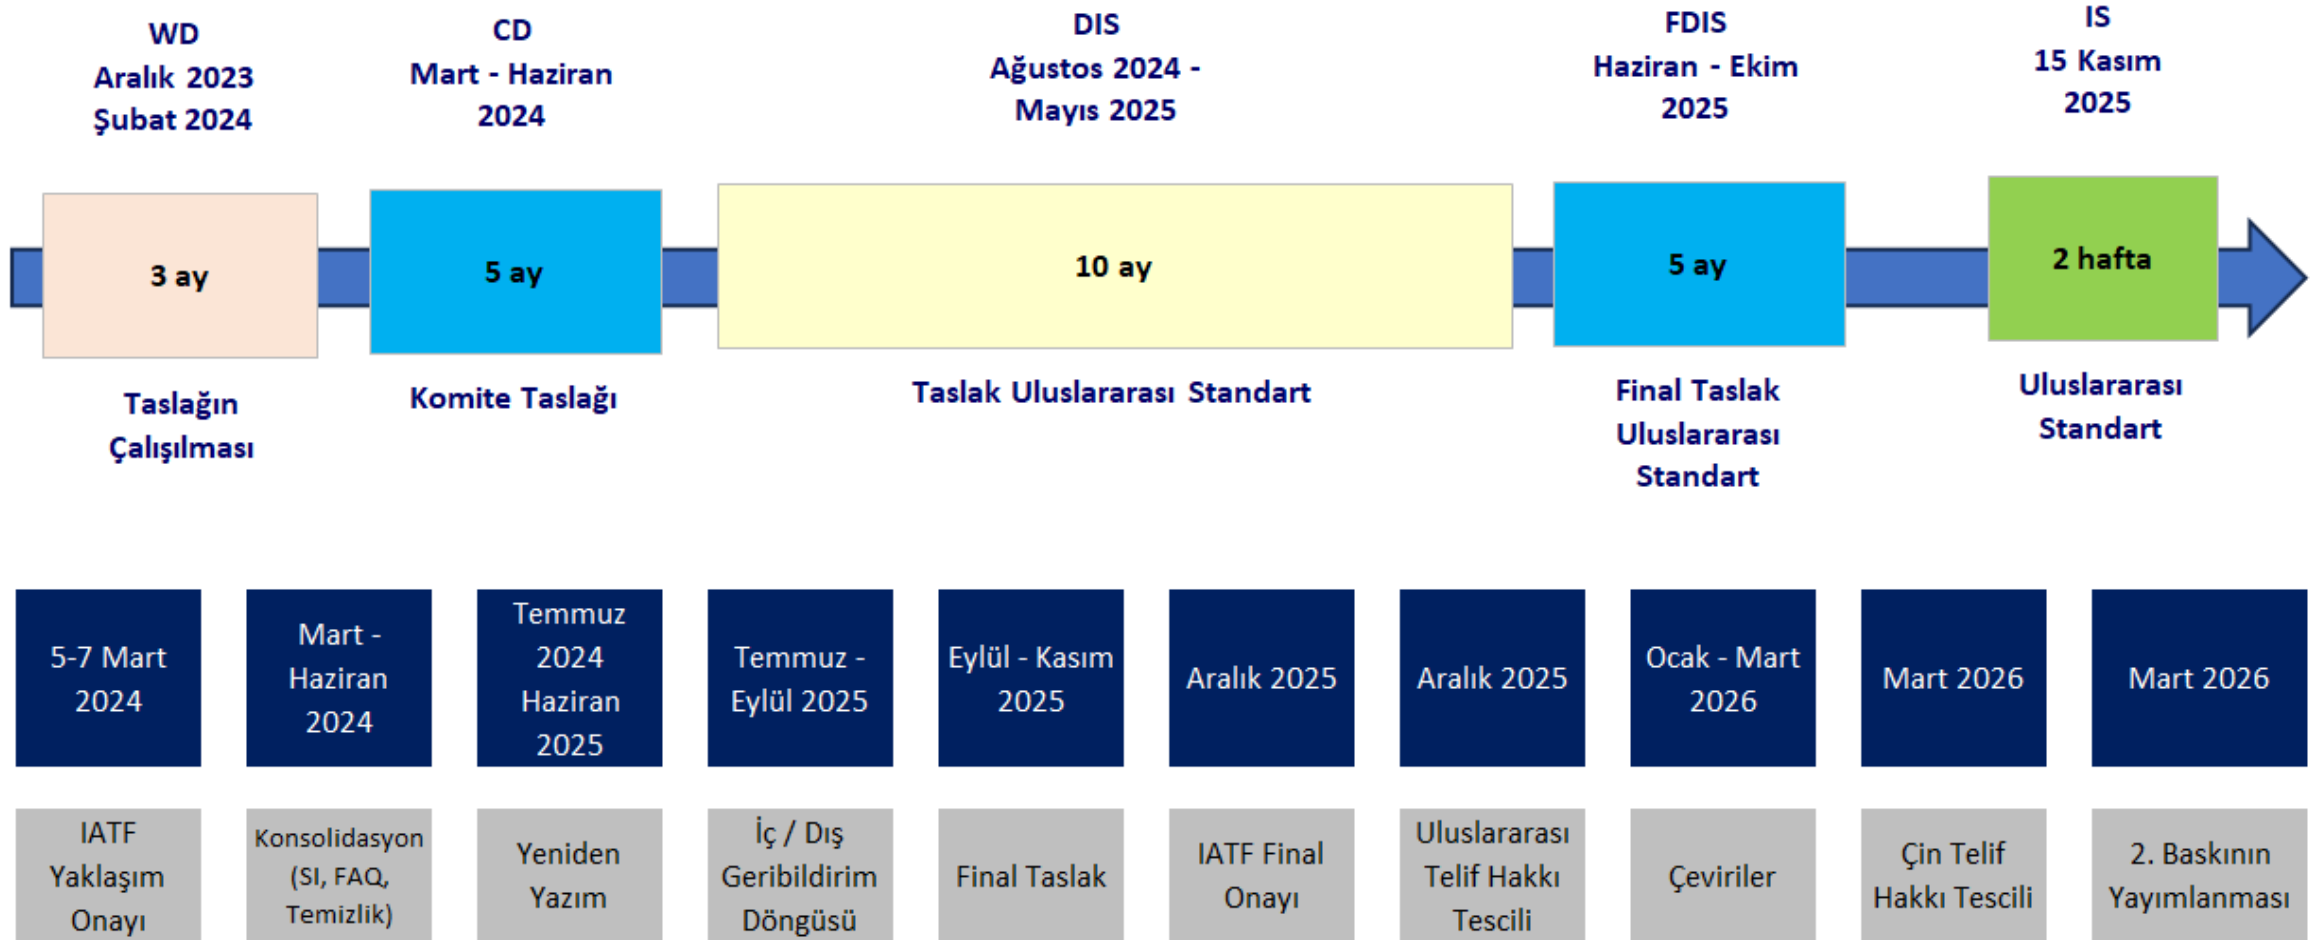 WD
Aralık 2023
Şubat 2024
CD
Mart - Haziran
2024
DIS
Ağustos 2024 -
Mayıs 2025
FDIS
Haziran - Ekim
2025
IS
15 Kasım
2025
3 ay
5 ay
10 ay
5 ay
2 hafta
Taslağın
Çalışılması
Komite Taslağı
Taslak Uluslararası Standart
Final Taslak
Uluslararası
Standart
Uluslararası
Standart
5-7 Mart
2024
Mart -
Haziran
2024
Temmuz
2024
Haziran
2025
Temmuz -
Eylül 2025
Eylül - Kasım
2025
Aralık 2025
Aralık 2025
Ocak - Mart
2026
Mart 2026
Mart 2026
IATF
Yaklaşım
Onayı
Konsolidasyon
(SI, FAQ,
Temizlik)
Yeniden
Yazım
İç / Dış
Geribildirim
Döngüsü
Final Taslak
IATF Final
Onayı
Uluslararası
Telif Hakkı
Tescili
Çeviriler
Çin Telif
Hakkı Tescili
2. Baskının
Yayımlanması